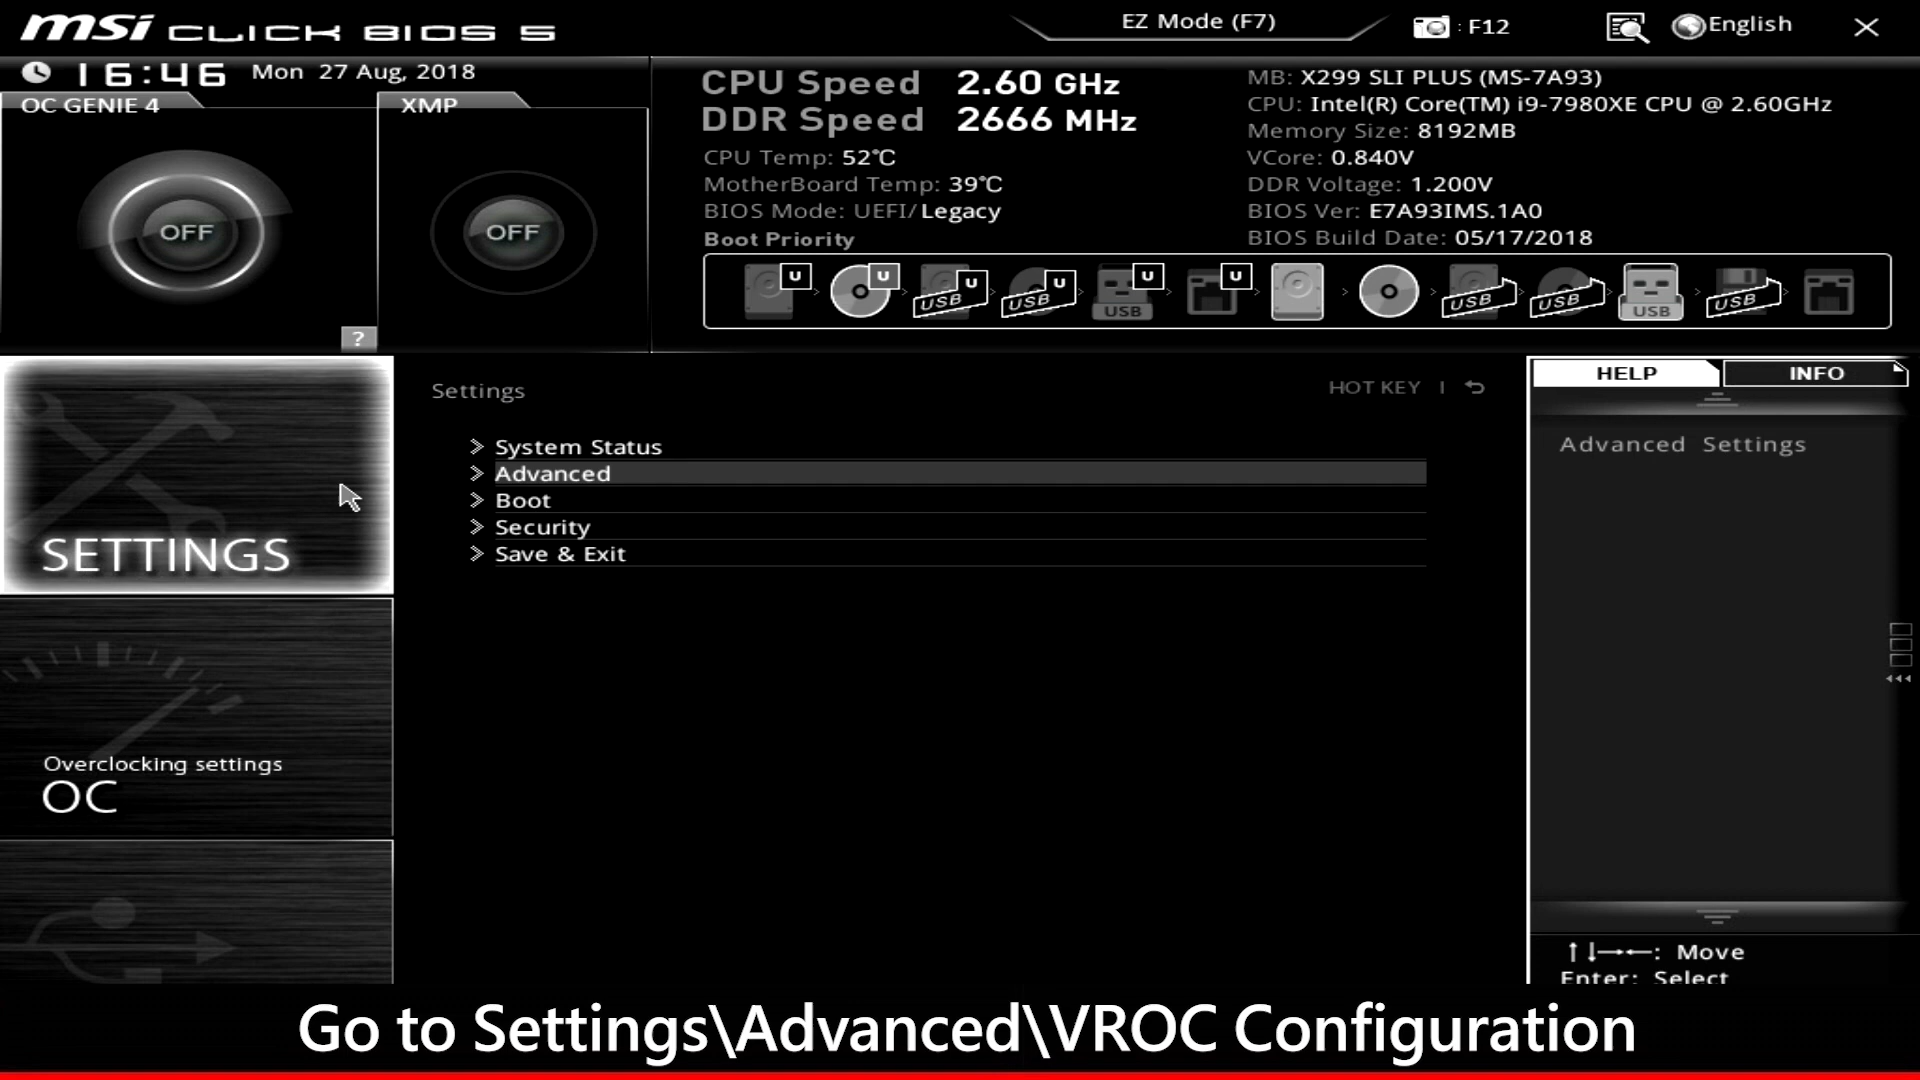 msi CLICK BIOS 5
EZ Mode (F7)
: F12
English
16:46 Mon 27 Aug, 2018
OC GENIE 4
XMP
OFF
OFF
?
CPU Speed 2.60 GHz
DDR Speed 2666 MHz
CPU Temp: 52°C
MotherBoard Temp: 39°C
BIOS Mode: UEFI/Legacy
Boot Priority
MB: X299 SLI PLUS (MS-7A93)
CPU: Intel(R) Core(TM) i9-7980XE CPU @ 2.60GHz
Memory Size: 8192MB
VCore: 0.840V
DDR Voltage: 1.200V
BIOS Ver: E7A93IMS.1A0
BIOS Build Date: 05/17/2018
U U USB U USB U USB U U USB USB USB USB
SETTINGS
Overclocking settings
OC
Settings
HOT KEY |
System Status
Advanced
Boot
Security
Save & Exit
HELP INFO
Advanced Settings
↑↓→←: Move
Enter: Select
Go to Settings\Advanced\VROC Configuration